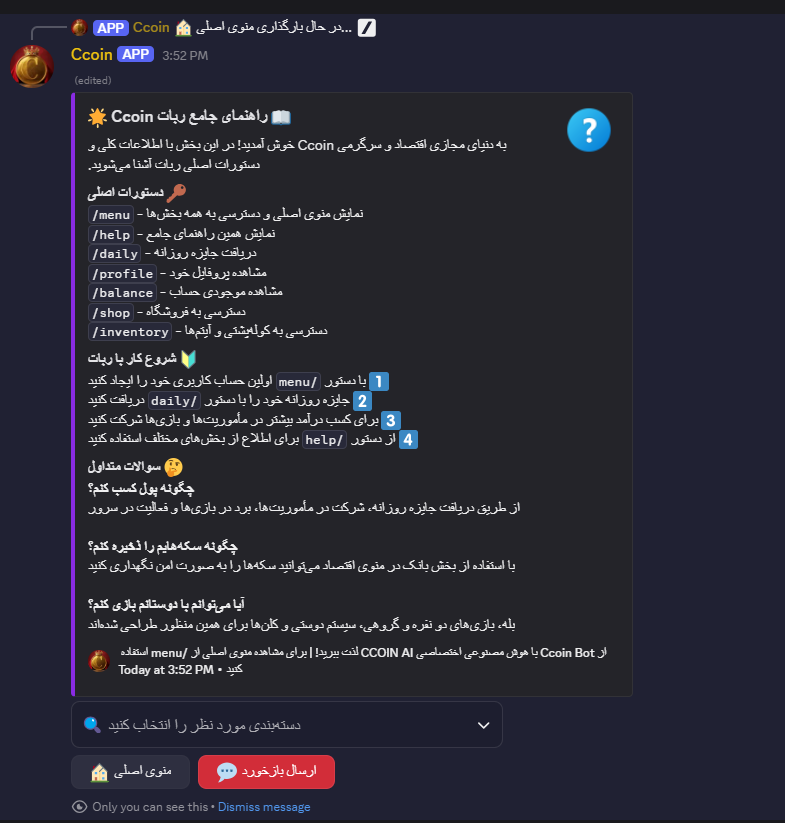 Ccoin APP 🏠 در حال بارگذاری منوی اصلی...
Ccoin APP 3:52 PM
(edited)
📖 راهنمای جامع ربات Ccoin 🌟
به دنیای مجازی اقتصاد و سرگرمی Ccoin خوش آمدید! در این بخش با اطلاعات کلی و
دستورات اصلی ربات آشنا می‌شوید.
🔑 دستورات اصلی
/menu - نمایش منوی اصلی و دسترسی به همه بخش‌ها
/help - نمایش همین راهنمای جامع
/daily - دریافت جایزه روزانه
/profile - مشاهده پروفایل خود
/balance - مشاهده موجودی حساب
/shop - دسترسی به فروشگاه
/inventory - دسترسی به کوله‌پشتی و آیتم‌ها
🔰 شروع کار با ربات
1 با دستور /menu اولین حساب کاربری خود را ایجاد کنید
2 جایزه روزانه خود را با دستور /daily دریافت کنید
3 برای کسب درآمد بیشتر در مأموریت‌ها و بازی‌ها شرکت کنید
4 از دستور /help برای اطلاع از بخش‌های مختلف استفاده کنید
🤔 سوالات متداول
چگونه پول کسب کنم؟
از طریق دریافت جایزه روزانه، شرکت در مأموریت‌ها، برد در بازی‌ها و فعالیت در سرور
چگونه سکه‌هایم را ذخیره کنم؟
با استفاده از بخش بانک در منوی اقتصاد می‌توانید سکه‌ها را به صورت امن نگهداری کنید
آیا می‌توانم با دوستانم بازی کنم؟
بله، بازی‌های دو نفره و گروهی، سیستم دوستی و کلن‌ها برای همین منظور طراحی شده‌اند
از Ccoin Bot با هوش مصنوعی اختصاصی CCOIN AI لذت ببرید! | برای مشاهده منوی اصلی از /menu استفاده
کنید • Today at 3:52 PM
🔍 دسته‌بندی مورد نظر را انتخاب کنید
🏠 منوی اصلی
💬 ارسال بازخورد
Only you can see this • Dismiss message